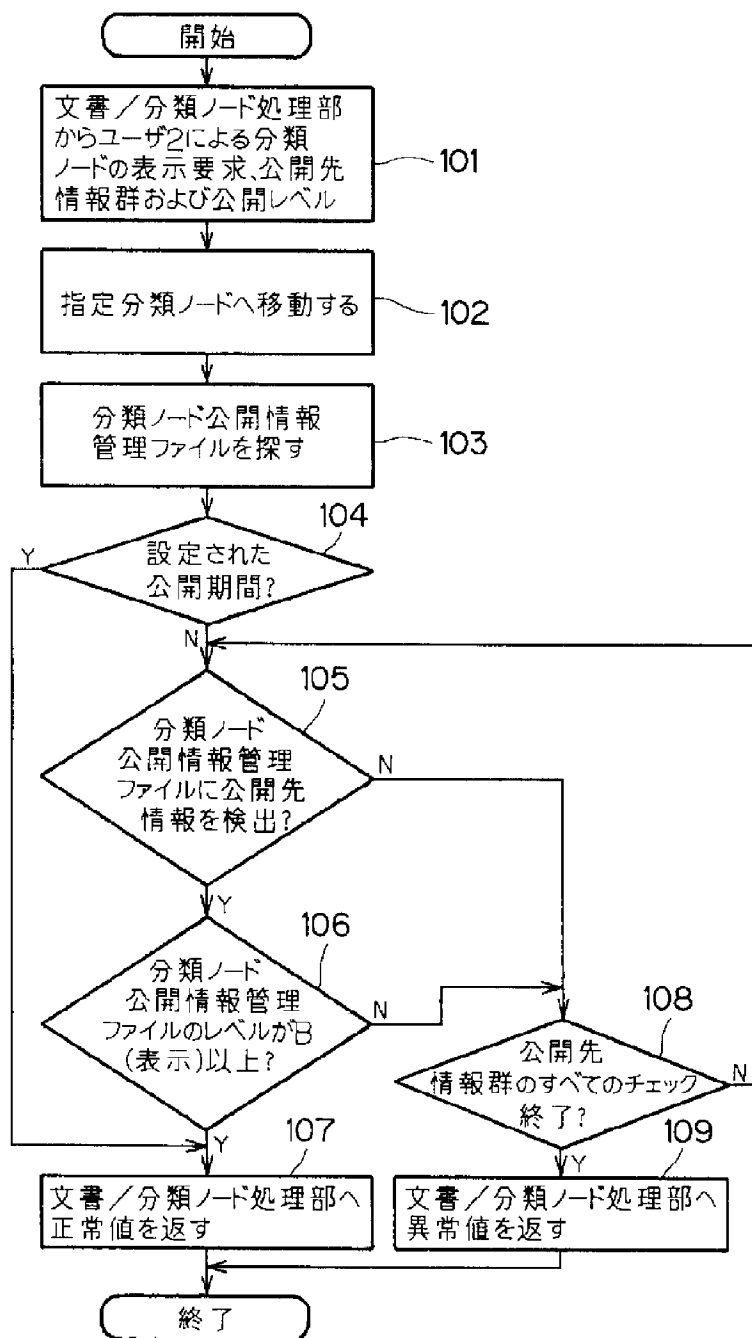 開始
文書/分類ノード処理部
からユーザ2による分類
ノードの表示要求、公開先
情報群および公開レベル
101
指定分類ノードへ移動する
102
分類ノード公開情報
管理ファイルを探す
103
104
Y
設定された
公開期間?
N
105
分類ノード
公開情報管理
ファイルに公開先
情報を検出?
N
Y
106
分類ノード
公開情報管理
ファイルのレベルがB
(表示)以上?
N
108
公開先
情報群のすべてのチェック
終了?
N
Y
107
Y
109
文書/分類ノード処理部へ
正常値を返す
文書/分類ノード処理部へ
異常値を返す
終了